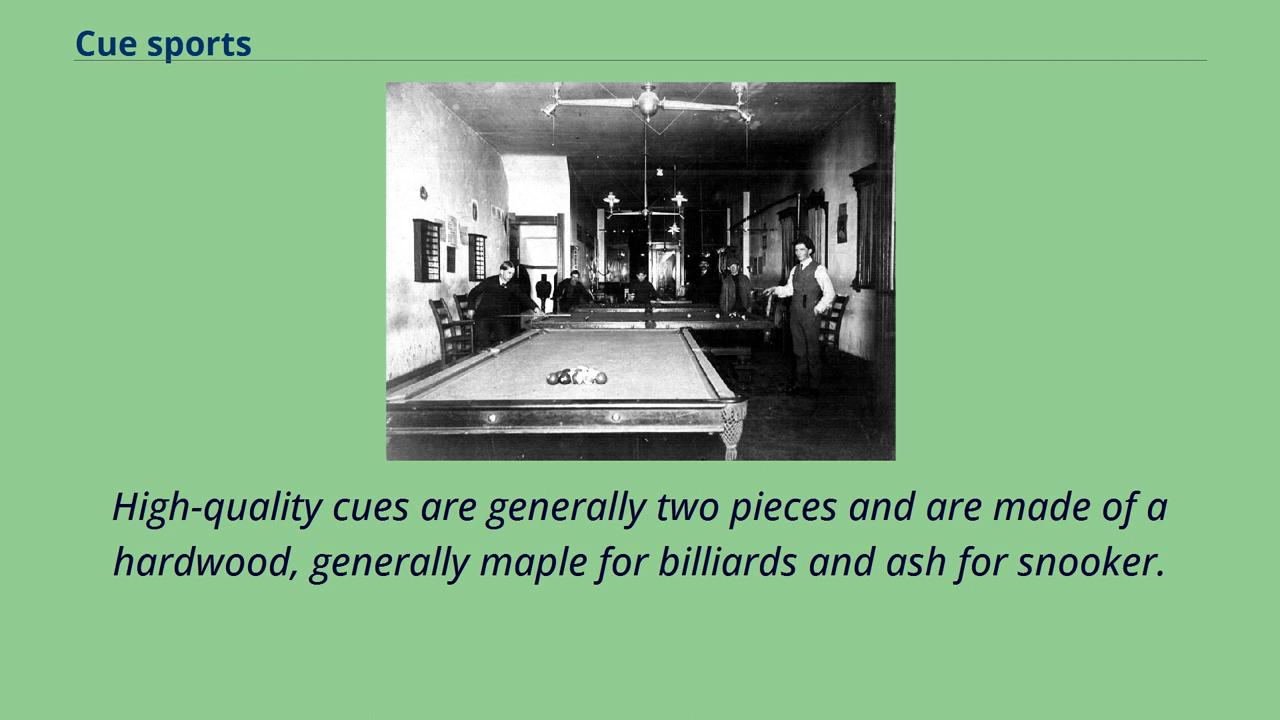 Cue sports
High-quality cues are generally two pieces and are made of a
hardwood, generally maple for billiards and ash for snooker.